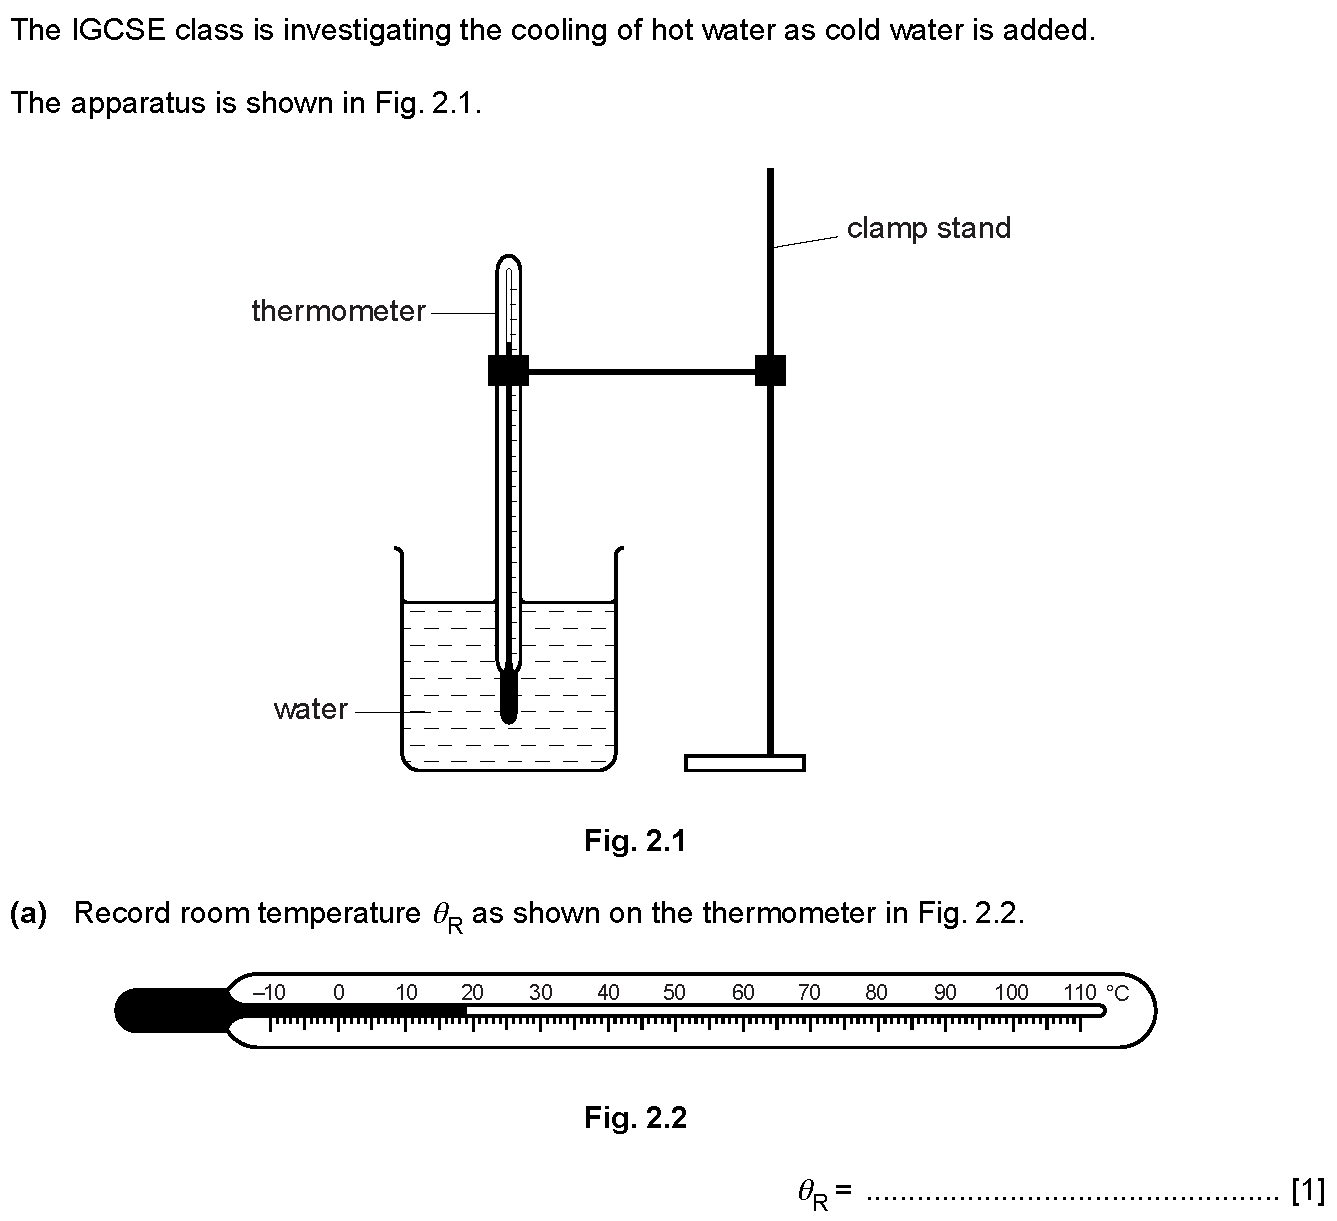 The IGCSE class is investigating the cooling of hot water as cold water is added.
The apparatus is shown in Fig. 2.1.
clamp stand
thermometer
water
Fig. 2.1
(a) Record room temperature θR as shown on the thermometer in Fig. 2.2.
–10 0 10 20 30 40 50 60 70 80 90 100 110 °C
Fig. 2.2
θR = .................................................. [1]